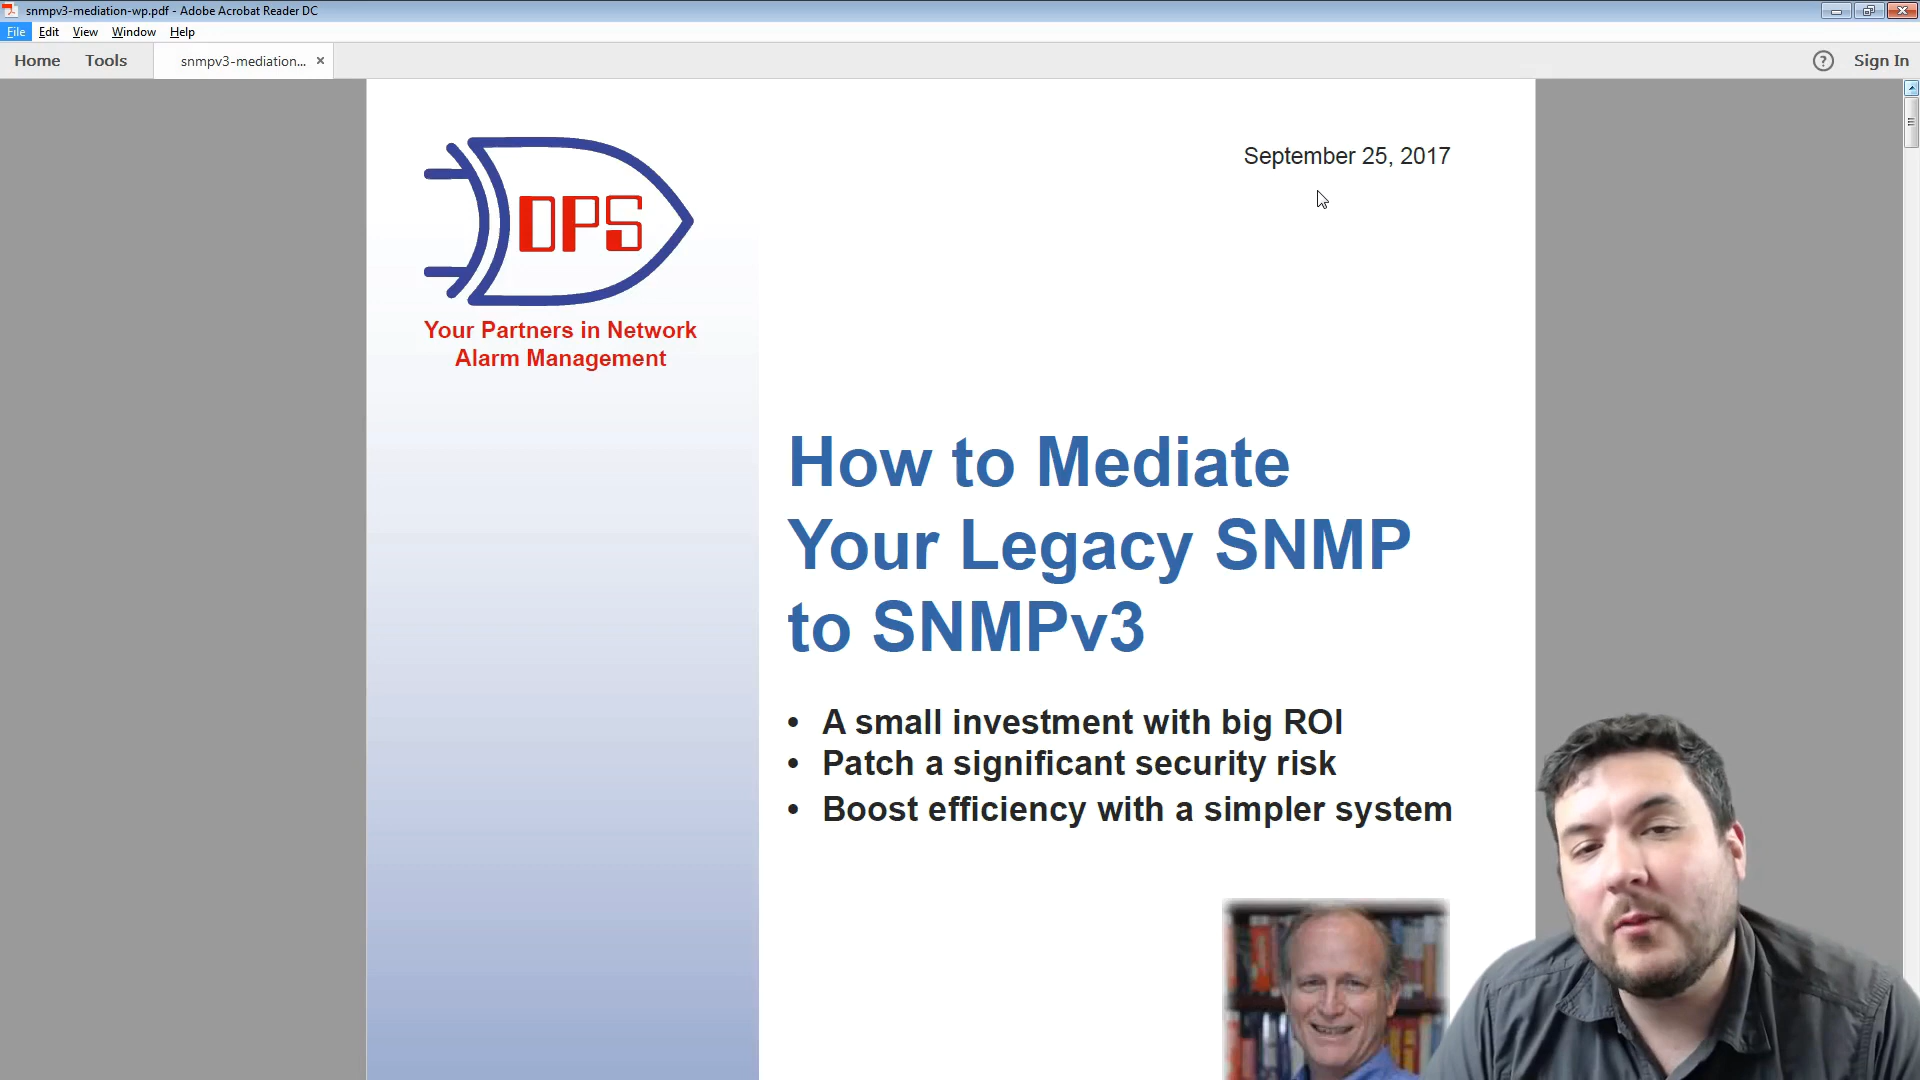 snmpv3-mediation-wp.pdf - Adobe Acrobat Reader DC
File Edit View Window Help
Home Tools snmpv3-mediation... × ? Sign In
September 25, 2017
DPS
Your Partners in Network
Alarm Management
How to Mediate
Your Legacy SNMP
to SNMPv3
• A small investment with big ROI
• Patch a significant security risk
• Boost efficiency with a simpler system